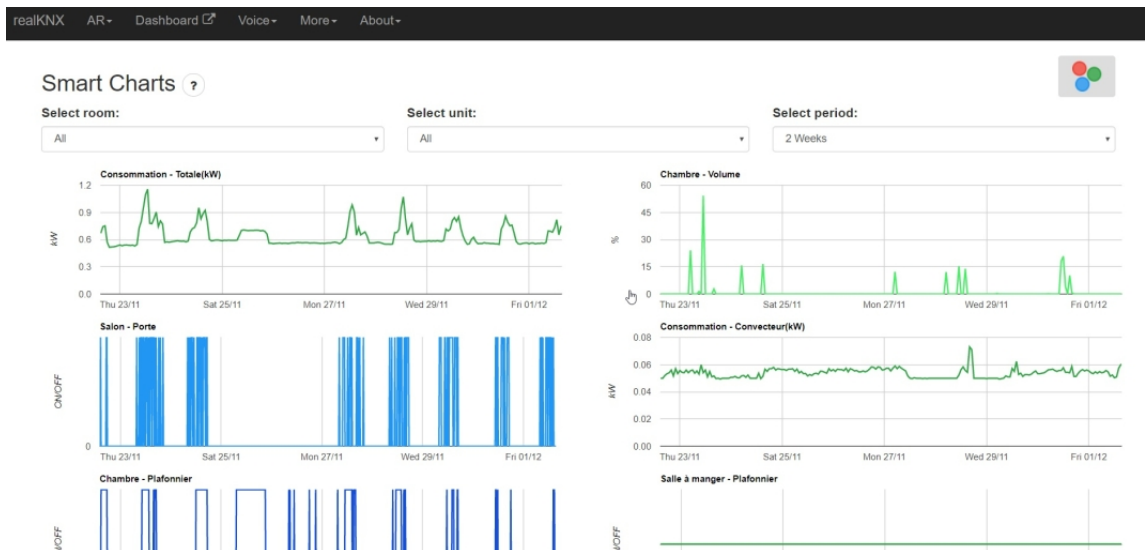 realKNX AR Dashboard Voice More About
Smart Charts ?
Select room: Select unit: Select period:
All All 2 Weeks
Consommation - Totale(kW)
1.2
0.9
0.6
0.3
0.0
kW
Thu 23/11 Sat 25/11 Mon 27/11 Wed 29/11 Fri 01/12
Chambre - Volume
60
45
30
15
0
%
Thu 23/11 Sat 25/11 Mon 27/11 Wed 29/11 Fri 01/12
Salon - Porte
ON/OFF
0
Thu 23/11 Sat 25/11 Mon 27/11 Wed 29/11 Fri 01/12
Consommation - Convecteur(kW)
0.08
0.06
0.04
0.02
0.00
kW
Thu 23/11 Sat 25/11 Mon 27/11 Wed 29/11 Fri 01/12
Chambre - Plafonnier
Salle à manger - Plafonnier